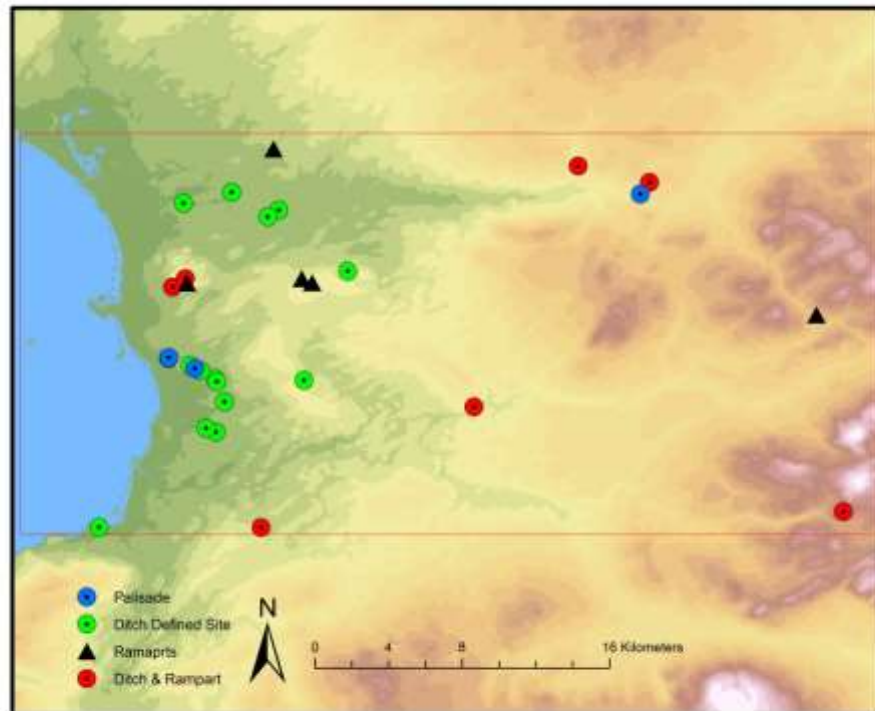 Palisade
Ditch Defined Site
Ramaprts
Ditch & Rampart
N
0 4 8 16 Kilometers